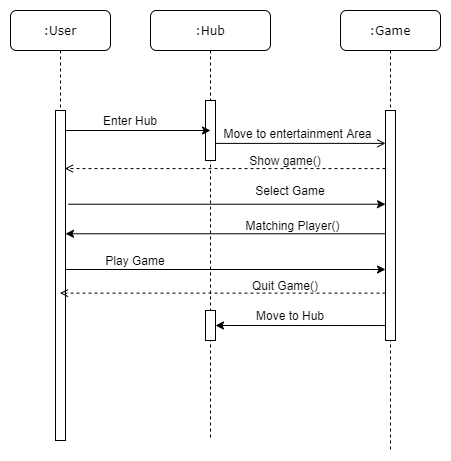 :User
:Hub
:Game
Enter Hub
Move to entertainment Area
Show game()
Select Game
Matching Player()
Play Game
Quit Game()
Move to Hub